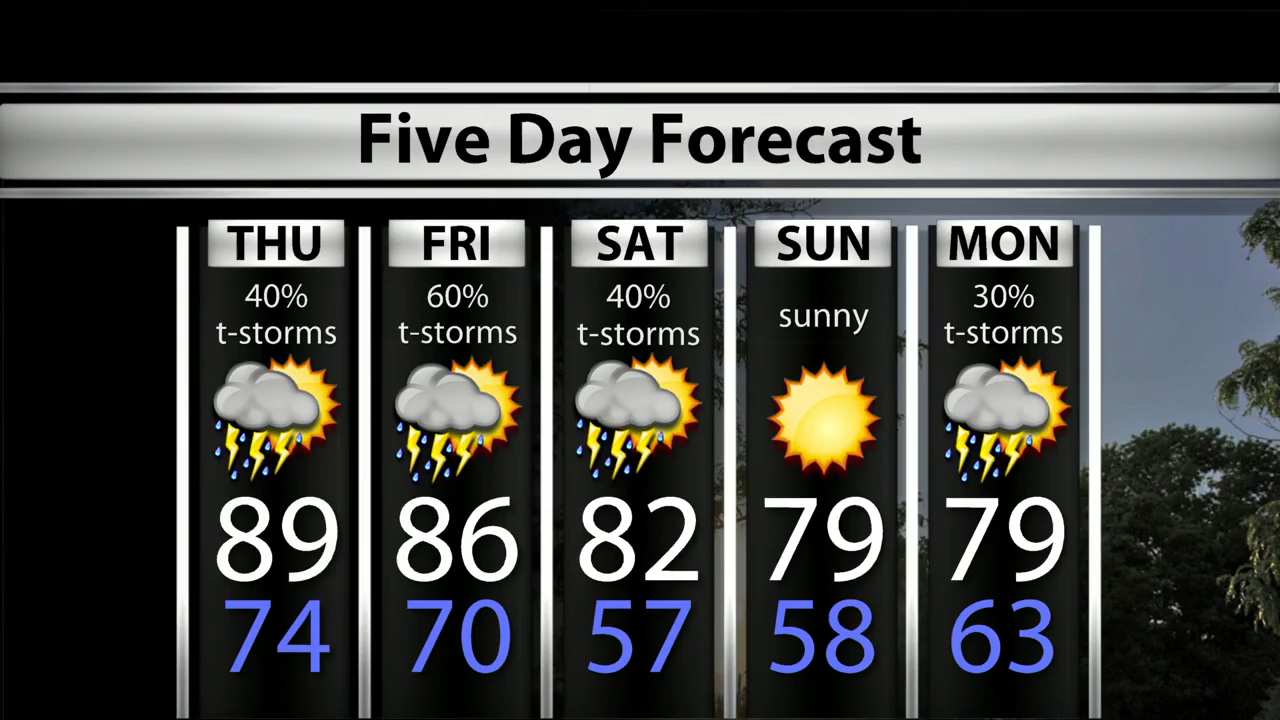 Five Day Forecast
THU FRI SAT SUN MON
40% 60% 40% sunny 30%
t-storms t-storms t-storms t-storms
89 86 82 79 79
74 70 57 58 63